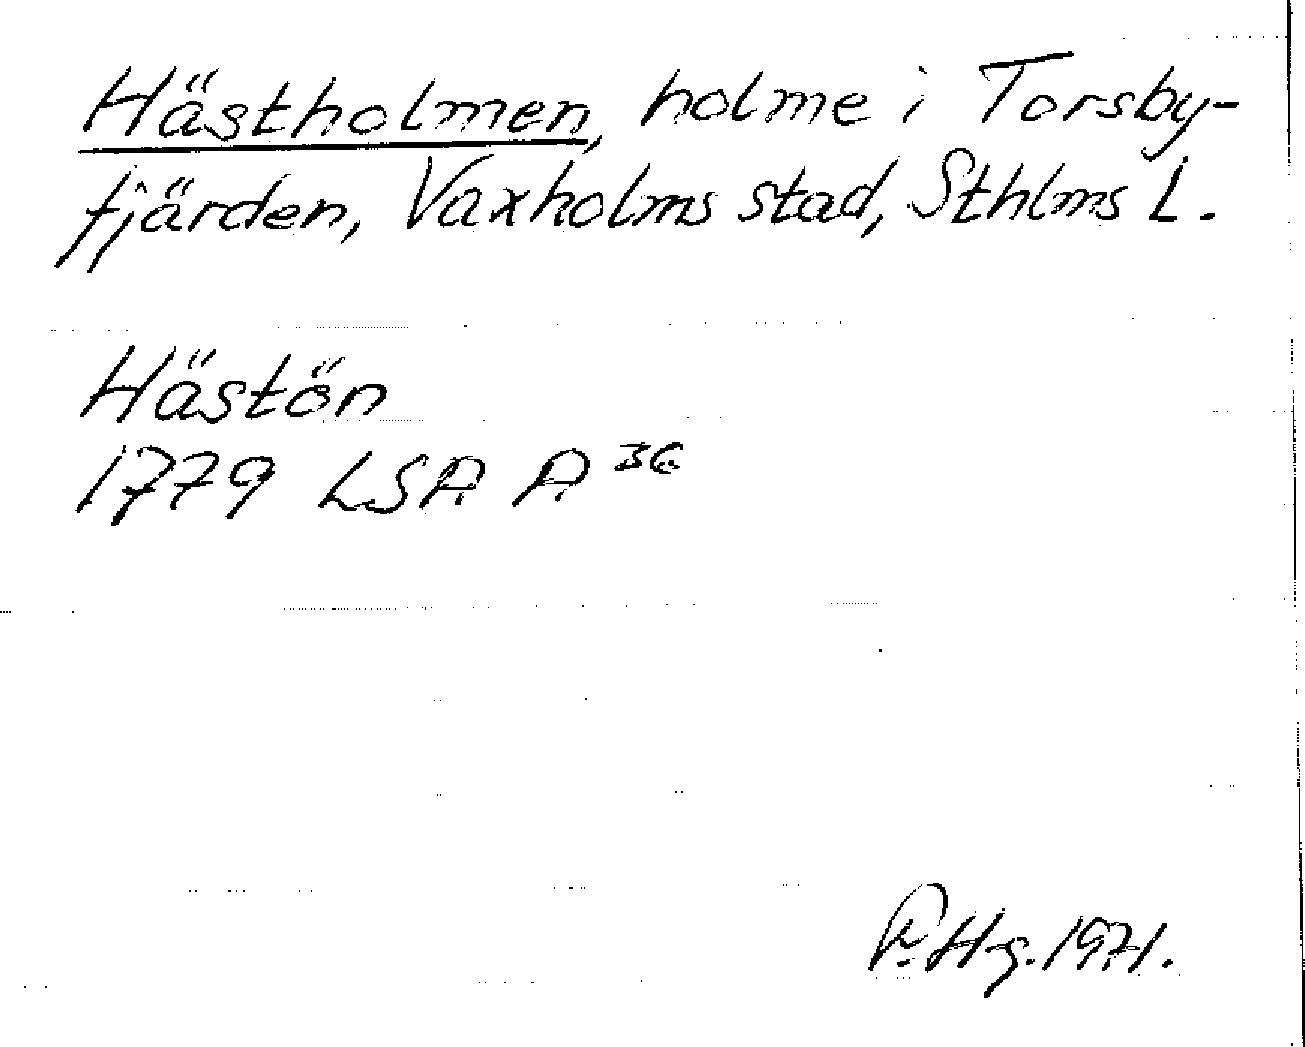 Hästholmen, holme i Torsby-
fjärden, Vaxholms stad, Sthlms L.
Hästön
1779 LSA A 36
R. Hg. 1971.